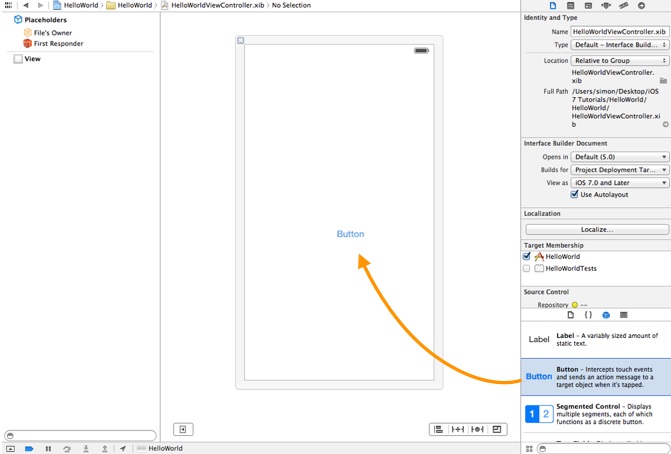 HelloWorld > HelloWorld > HelloWorldViewController.xib > No Selection
Placeholders
File's Owner
First Responder
View
Button
Identity and Type
Name HelloWorldViewController.xib
Type Default - Interface Build...
Location Relative to Group
HelloWorldViewController.
xib
Full Path /Users/simon/Desktop/iOS
7 Tutorials/HelloWorld/
HelloWorld/
HelloWorldViewController.xi
b
Interface Builder Document
Opens in Default (5.0)
Builds for Project Deployment Tar...
View as iOS 7.0 and Later
Use Autolayout
Localization
Localize...
Target Membership
HelloWorld
HelloWorldTests
Source Control
Repository --
{ }
Label
Label - A variably sized amount of
static text.
Button
Button - Intercepts touch events
and sends an action message to a
target object when it's tapped.
1 2
Segmented Control - Displays
multiple segments, each of which
functions as a discrete button.
HelloWorld